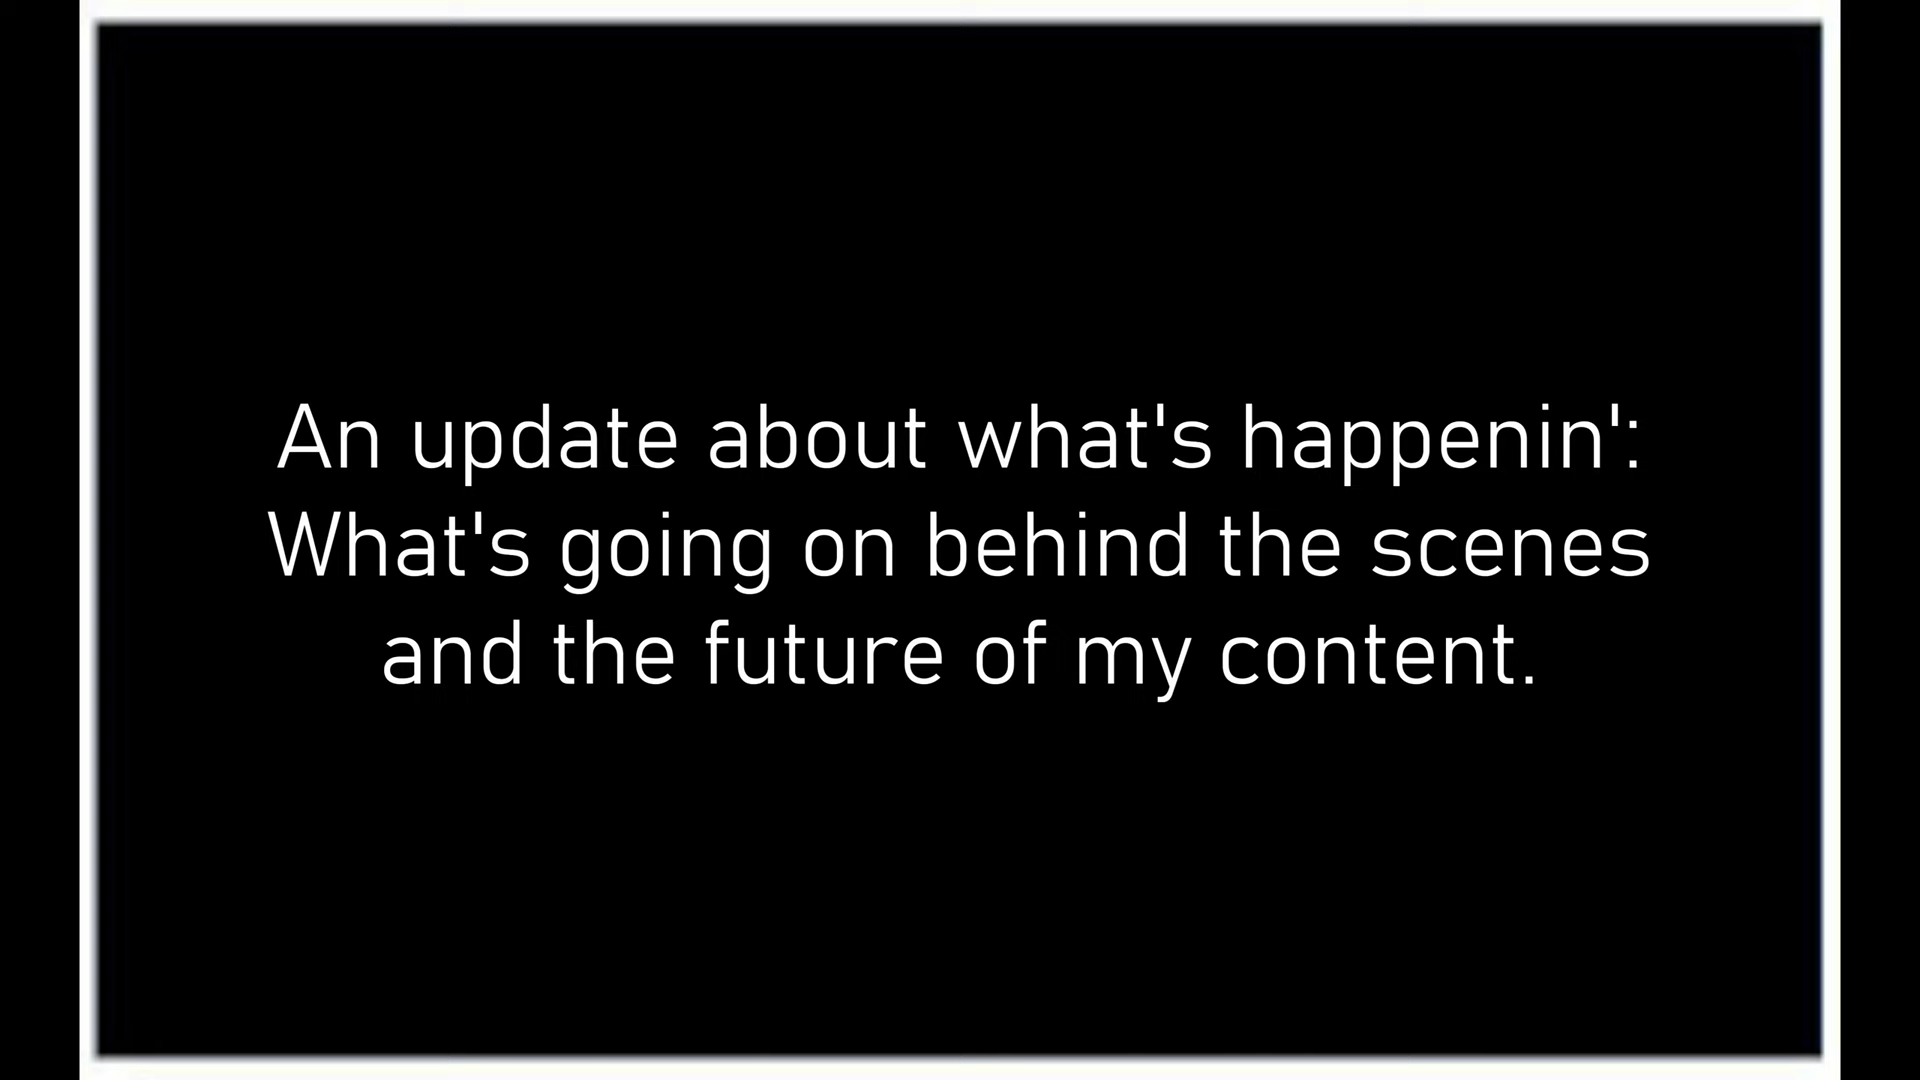 An update about what's happenin':
What's going on behind the scenes
and the future of my content.